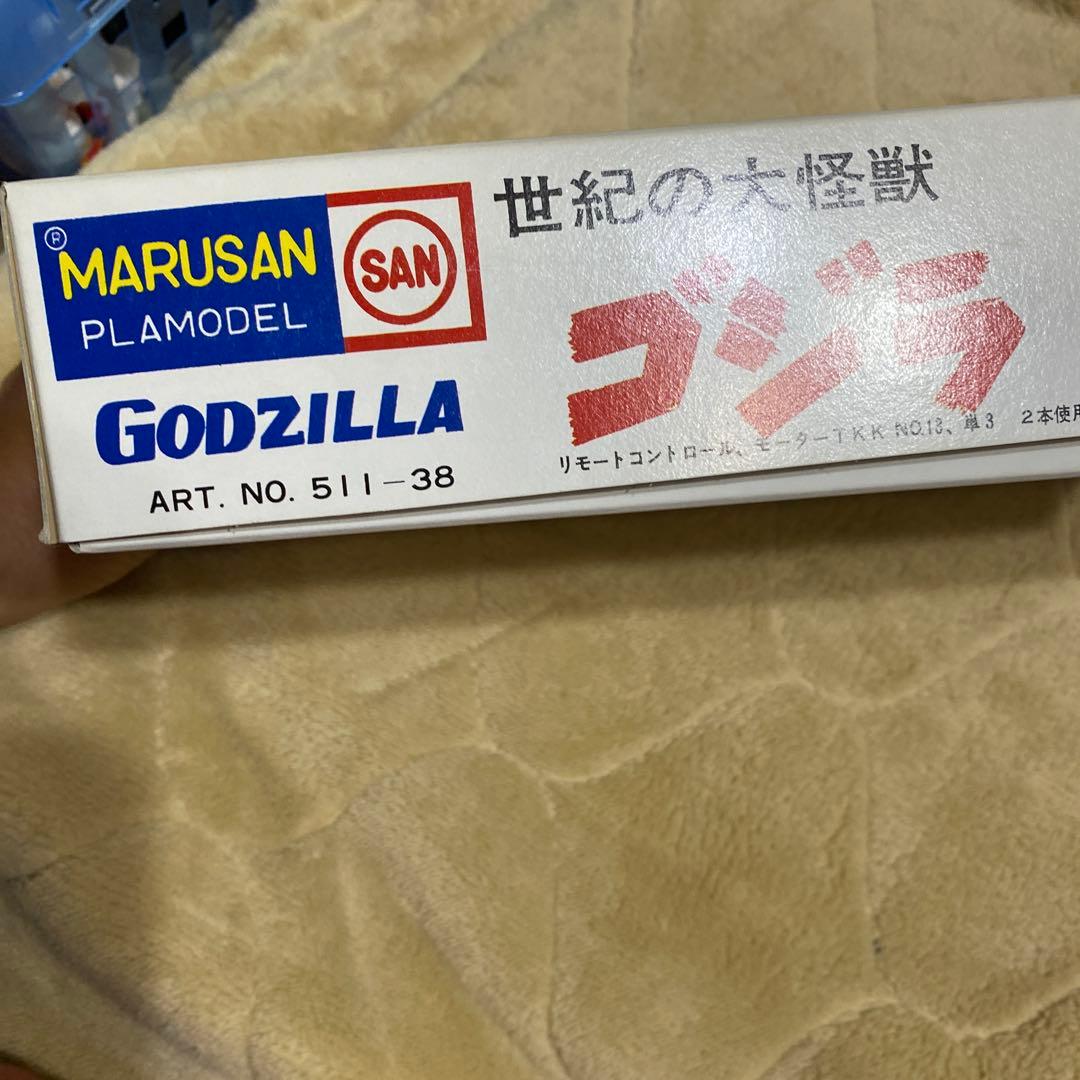 ® MARUSAN
PLAMODEL
SAN
GODZILLA
ART. NO. 511-38
世紀の大怪獣
ゴジラ
リモートコントロール、モーターTKK NO.13、単3 2本使用